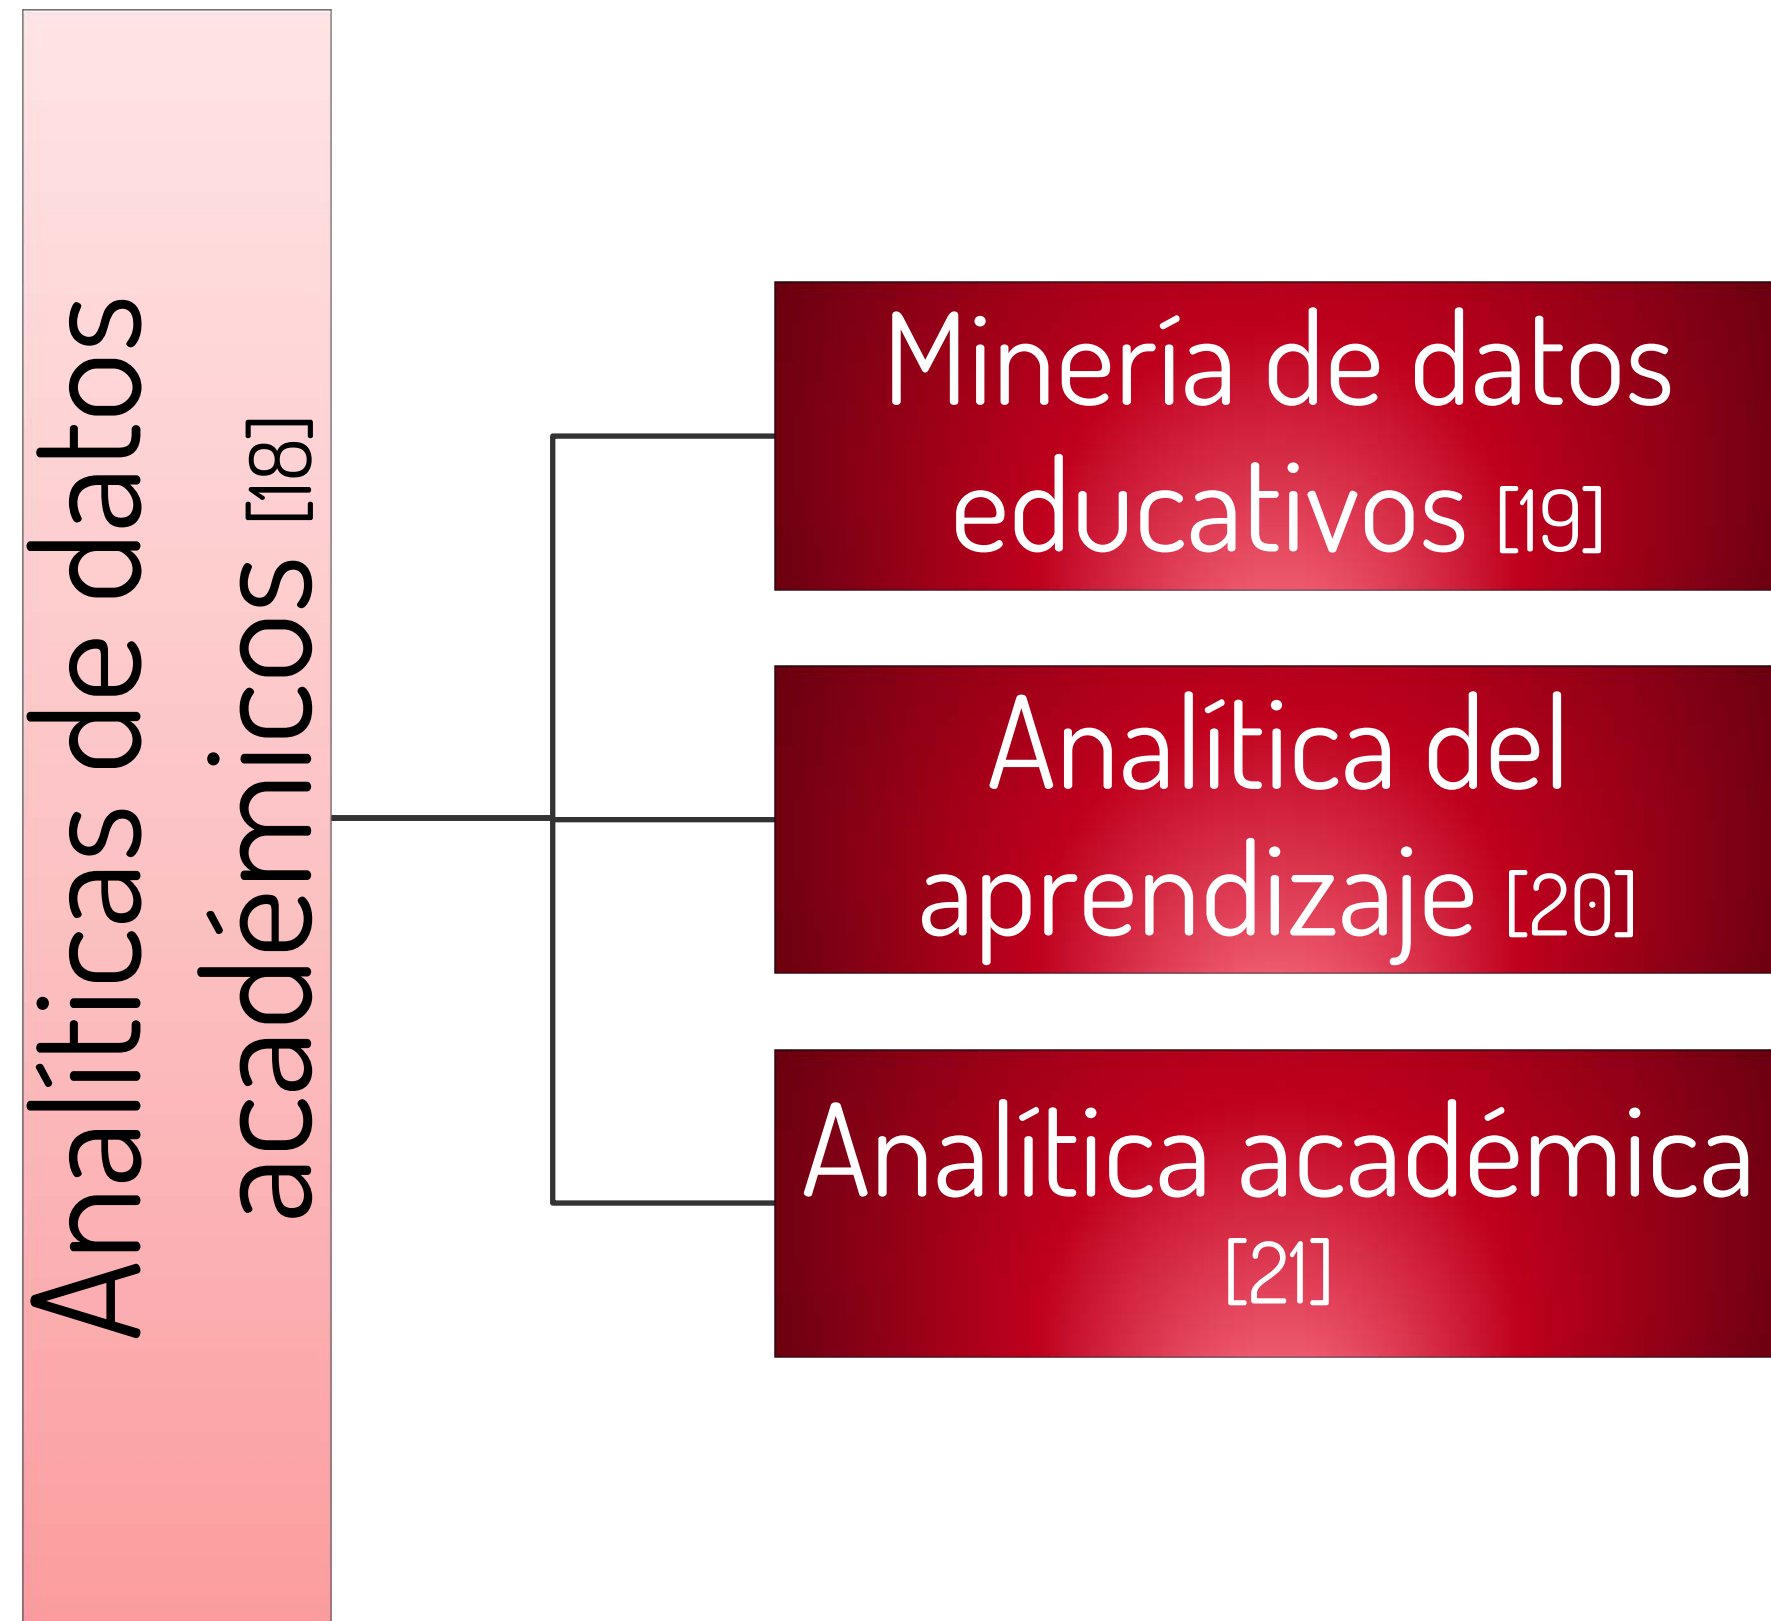 Analíticas de datos
académicos [18]
Minería de datos
educativos [19]
Analítica del
aprendizaje [20]
Analítica académica
[21]